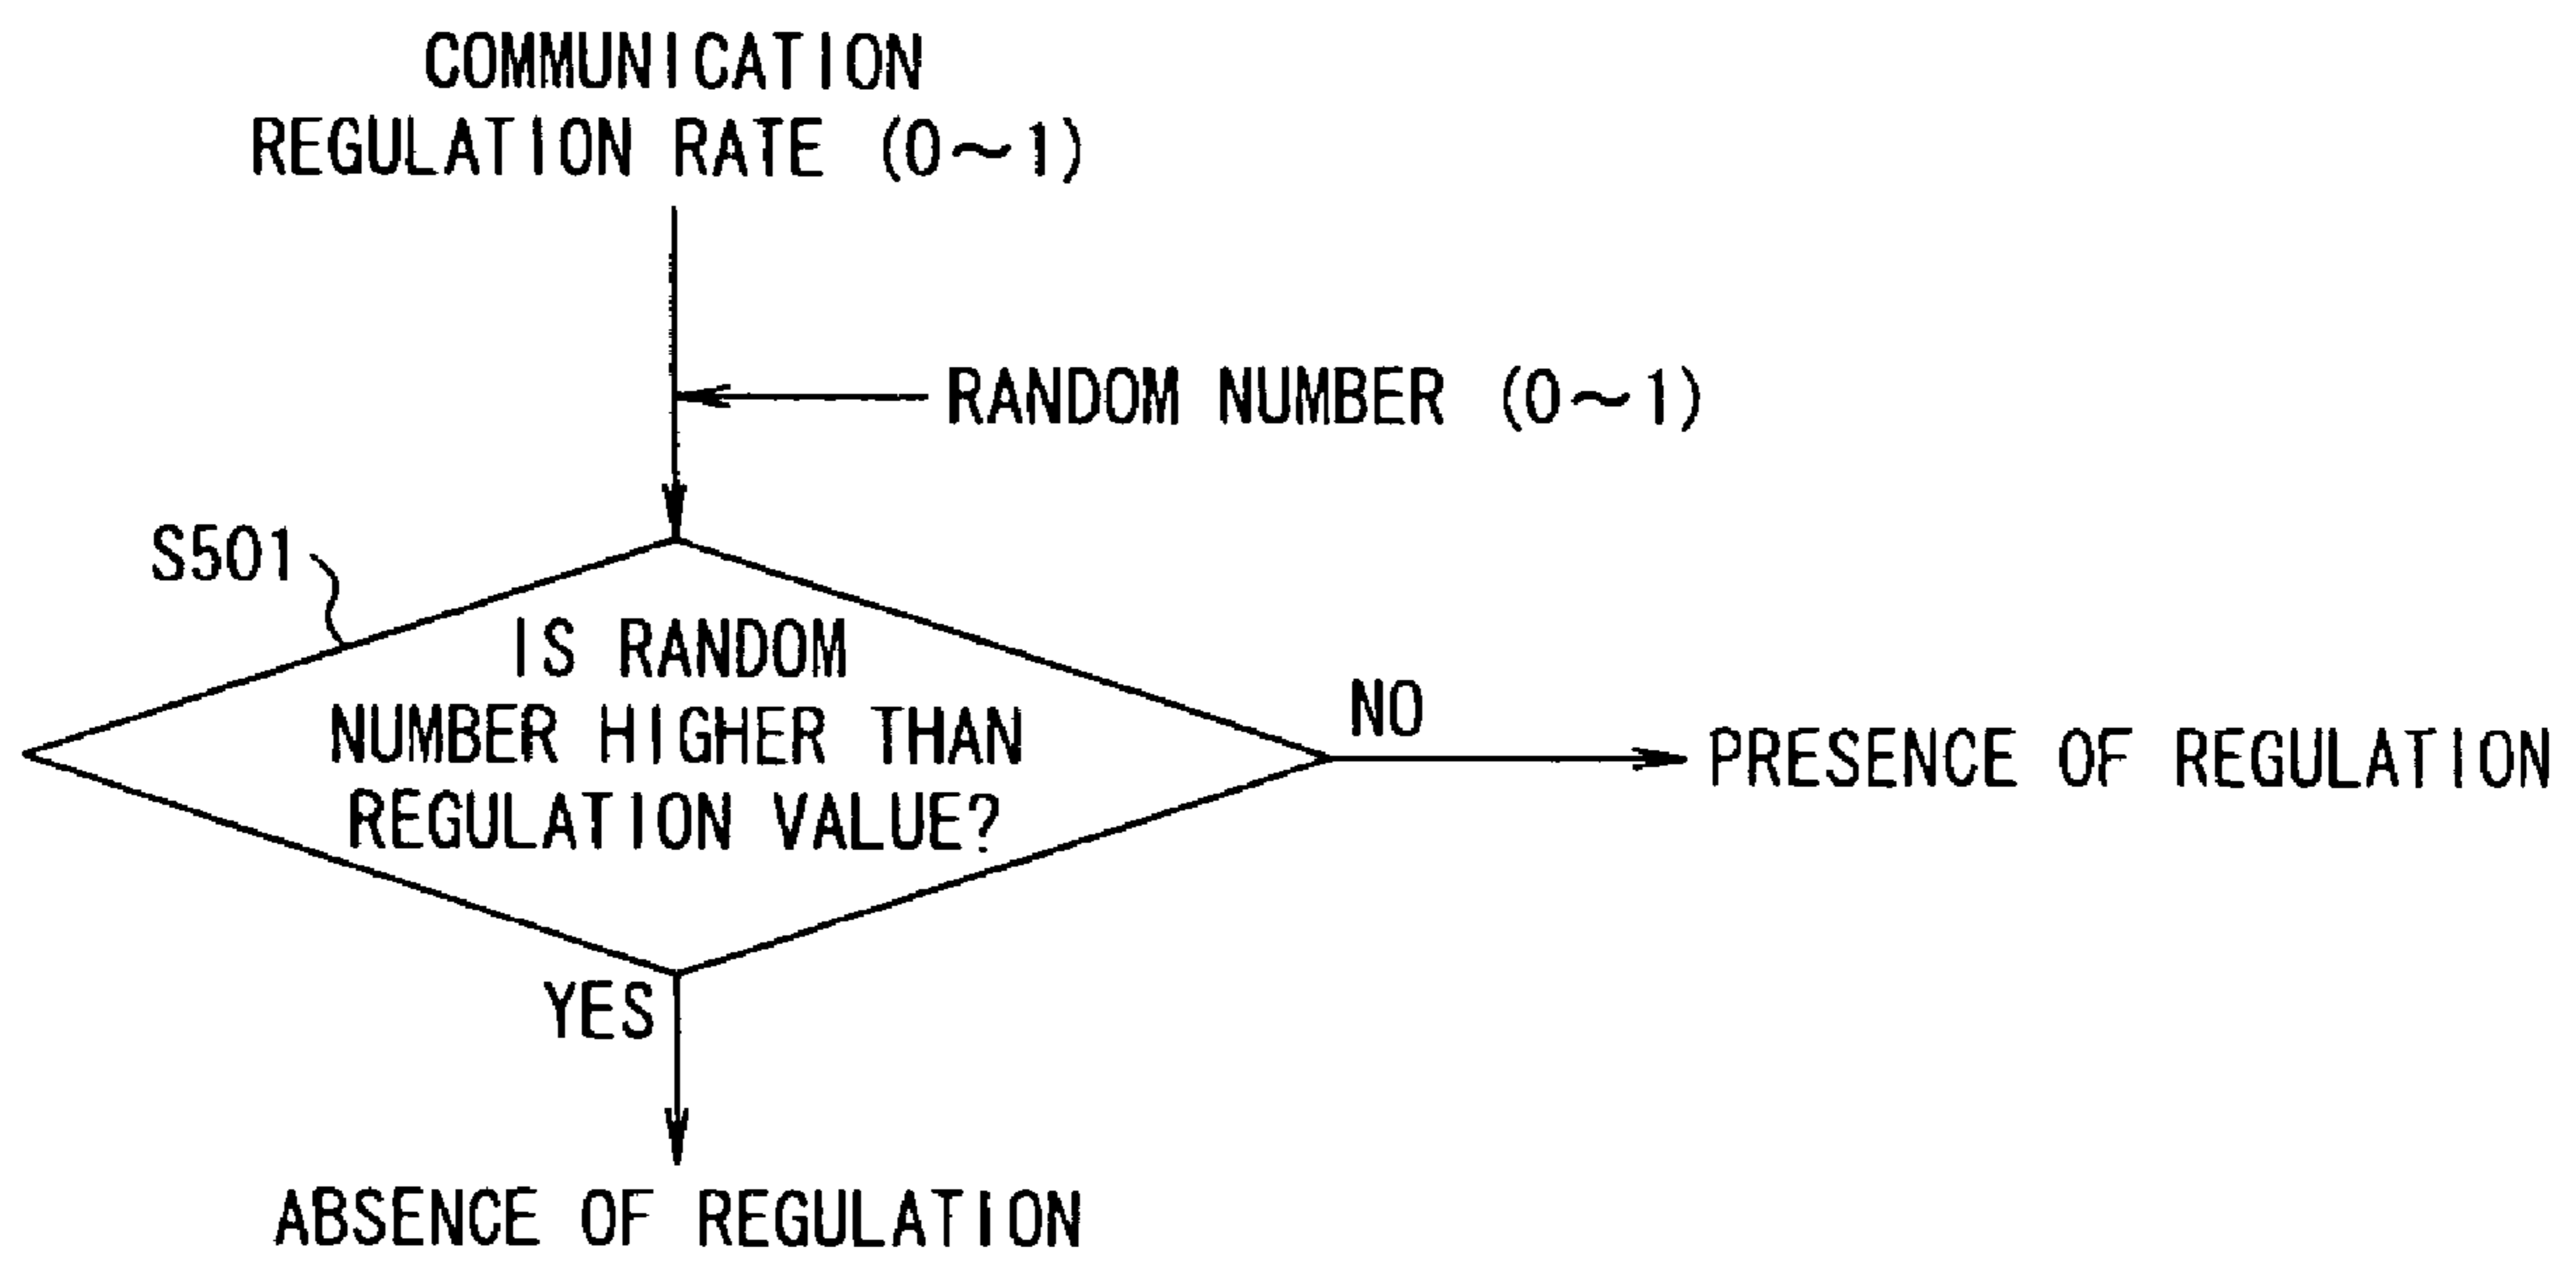 COMMUNICATION
REGULATION RATE (0~1)
RANDOM NUMBER (0~1)
S501
IS RANDOM
NUMBER HIGHER THAN
REGULATION VALUE?
NO
PRESENCE OF REGULATION
YES
ABSENCE OF REGULATION